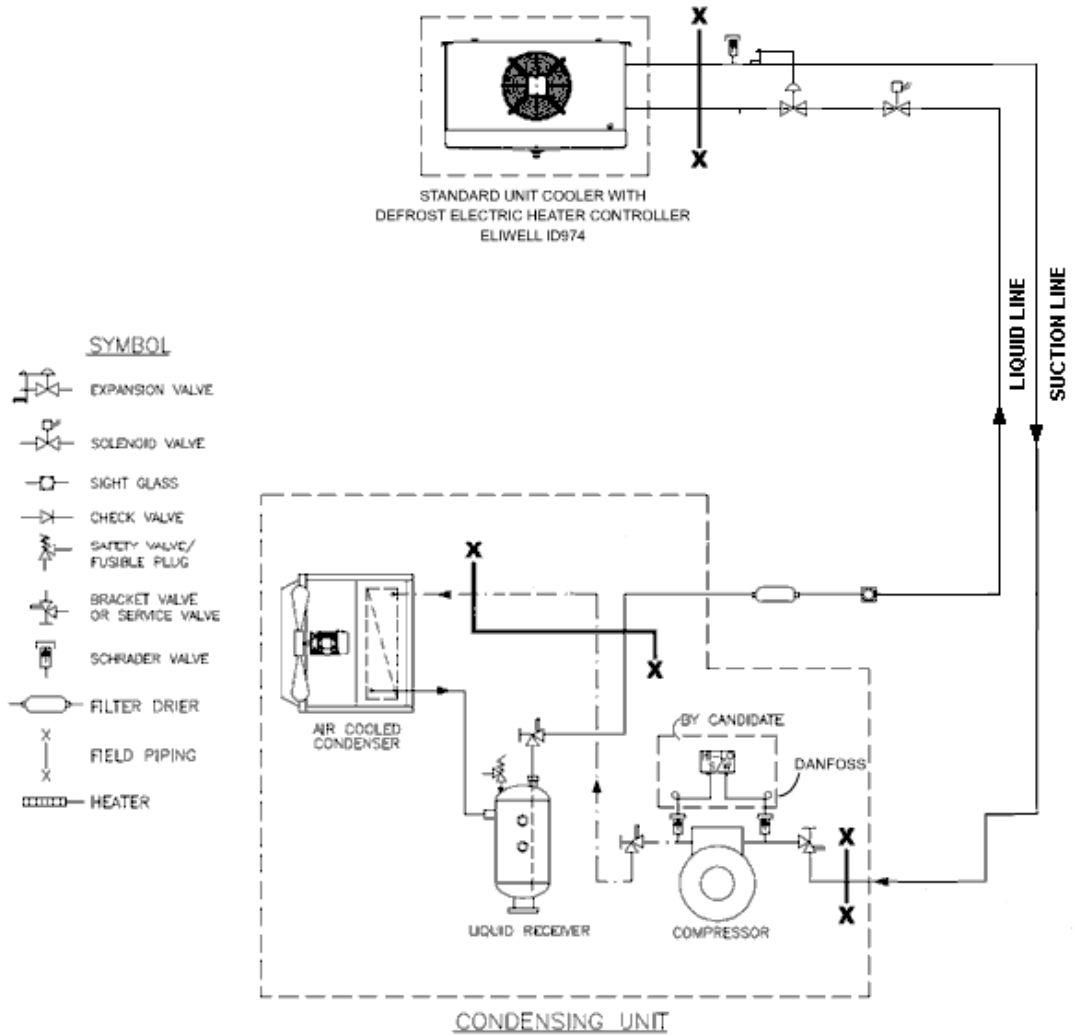 STANDARD UNIT COOLER WITH
DEFROST ELECTRIC HEATER CONTROLLER
ELIWELL ID974
LIQUID LINE
SUCTION LINE
SYMBOL
EXPANSION VALVE
SOLENOID VALVE
SIGHT GLASS
CHECK VALVE
SAFETY VALVE/
FUSIBLE PLUG
BRACKET VALVE
OR SERVICE VALVE
SCHRADER VALVE
FILTER DRIER
X
FIELD PIPING
X
HEATER
X
X
X
X
AIR COOLED
CONDENSER
BY CANDIDATE
HI-LO
S/W
DANFOSS
X
X
LIQUID RECEIVER
COMPRESSOR
CONDENSING UNIT